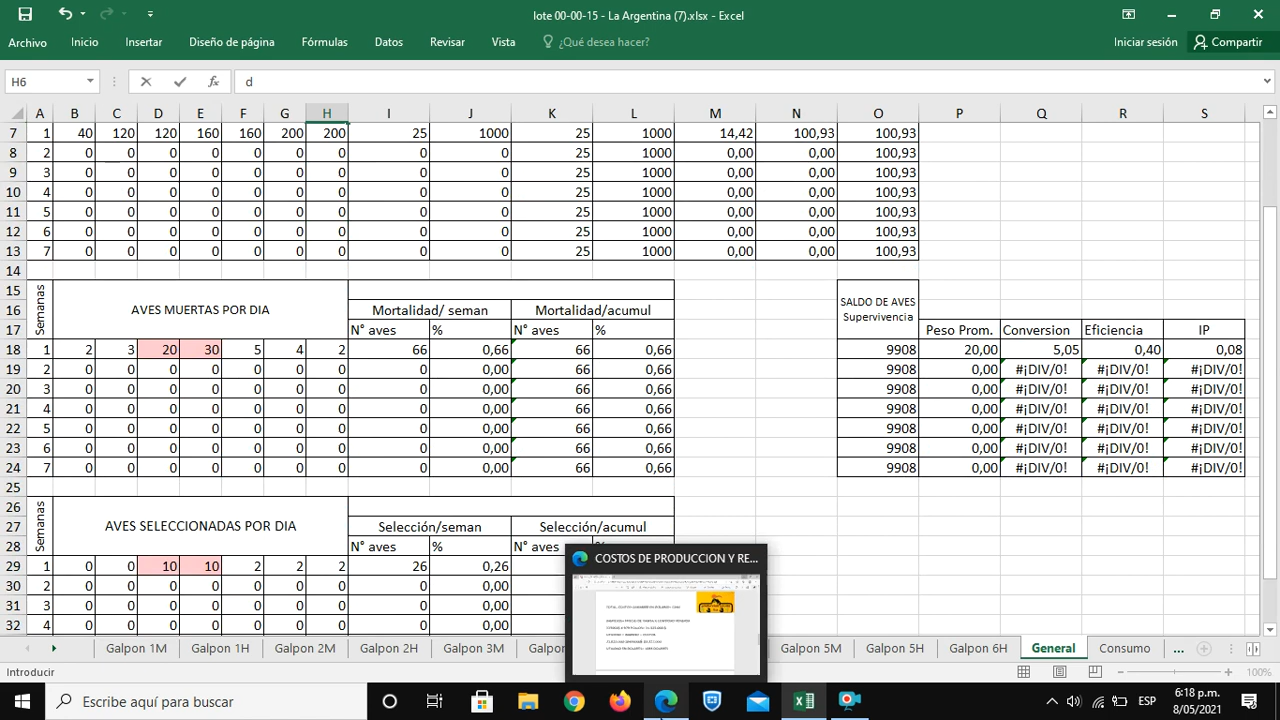 lote 00-00-15 - La Argentina (7).xlsx - Excel
Archivo Inicio Insertar Diseño de página Fórmulas Datos Revisar Vista ¿Qué desea hacer? Iniciar sesión Compartir
H6 fx d
A B C D E F G H I J K L M N O P Q R S
7 1 40 120 120 160 160 200 200 25 1000 25 1000 14,42 100,93 100,93
8 2 0 0 0 0 0 0 0 0 0 25 1000 0,00 0,00 100,93
9 3 0 0 0 0 0 0 0 0 0 25 1000 0,00 0,00 100,93
10 4 0 0 0 0 0 0 0 0 0 25 1000 0,00 0,00 100,93
11 5 0 0 0 0 0 0 0 0 0 25 1000 0,00 0,00 100,93
12 6 0 0 0 0 0 0 0 0 0 25 1000 0,00 0,00 100,93
13 7 0 0 0 0 0 0 0 0 0 25 1000 0,00 0,00 100,93
14
15 Semanas
16 AVES MUERTAS POR DIA Mortalidad/ seman Mortalidad/acumul SALDO DE AVES Supervivencia
17 N° aves % N° aves % Peso Prom. Conversion Eficiencia IP
18 1 2 3 20 30 5 4 2 66 0,66 66 0,66 9908 20,00 5,05 0,40 0,08
19 2 0 0 0 0 0 0 0 0 0,00 66 0,66 9908 0,00 #¡DIV/0! #¡DIV/0! #¡DIV/0!
20 3 0 0 0 0 0 0 0 0 0,00 66 0,66 9908 0,00 #¡DIV/0! #¡DIV/0! #¡DIV/0!
21 4 0 0 0 0 0 0 0 0 0,00 66 0,66 9908 0,00 #¡DIV/0! #¡DIV/0! #¡DIV/0!
22 5 0 0 0 0 0 0 0 0 0,00 66 0,66 9908 0,00 #¡DIV/0! #¡DIV/0! #¡DIV/0!
23 6 0 0 0 0 0 0 0 0 0,00 66 0,66 9908 0,00 #¡DIV/0! #¡DIV/0! #¡DIV/0!
24 7 0 0 0 0 0 0 0 0 0,00 66 0,66 9908 0,00 #¡DIV/0! #¡DIV/0! #¡DIV/0!
25
26 Semanas
27 AVES SELECCIONADAS POR DIA Selección/seman Selección/acumul
28 N° aves % N° aves
29 1 0 0 10 10 2 2 2 26 0,26
30 2 0 0 0 0 0 0 0 0 0,00
31 3 0 0 0 0 0 0 0 0 0,00
32 4 0 0 0 0 0 0 0 0 0,00
COSTOS DE PRODUCCION Y RE...
... Galpon 1M Galpon 1H Galpon 2M Galpon 2H Galpon 3M Galpon 5M Galpon 5H Galpon 6H General Consumo ...
Introducir 100%
Escribe aquí para buscar ESP 6:18 p.m.
8/05/2021